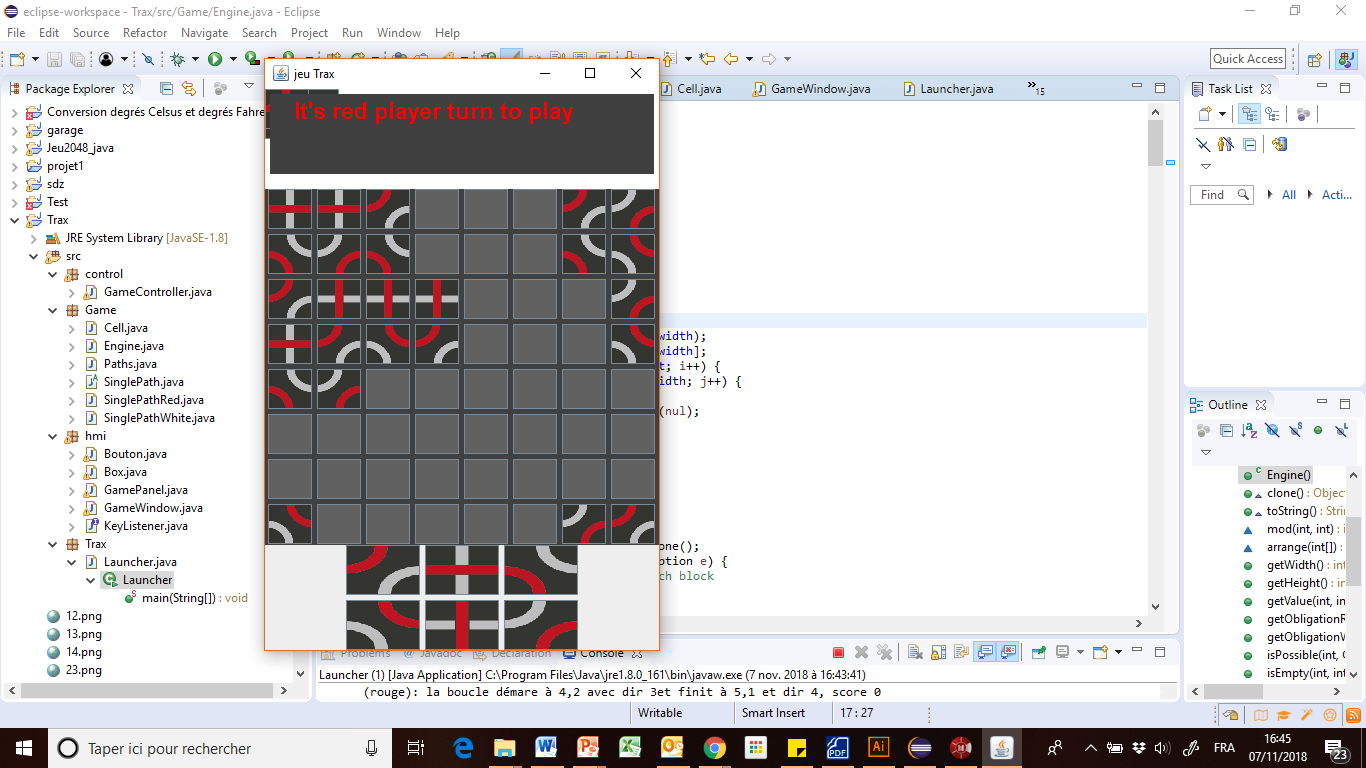 eclipse-workspace - Trax/src/Game/Engine.java - Eclipse
File Edit Source Refactor Navigate Search Project Run Window Help
Quick Access
jeu Trax
It's red player turn to play
Package Explorer
Conversion degrés Celsus et degrés Fahre
garage
Jeu2048_java
projet1
sdz
Test
Trax
JRE System Library [JavaSE-1.8]
src
control
GameController.java
Game
Cell.java
Engine.java
Paths.java
SinglePath.java
SinglePathRed.java
SinglePathWhite.java
hmi
Bouton.java
Box.java
GamePanel.java
GameWindow.java
KeyListener.java
Trax
Launcher.java
Launcher
main(String[]) : void
12.png
13.png
14.png
23.png
Cell.java GameWindow.java Launcher.java »15
width);
width];
t; i++) {
idth; j++) {
(nul);
one();
ption e) {
ch block
Task List
Find All Acti...
Outline
Engine()
clone() : Objec
toString() : Strin
mod(int, int) : i
arrange(int[]) :
getWidth() : int
getHeight() : in
getValue(int, in
getObligationR
getObligationV
isPossible(int, C
isEmpty(int, int
Problems @ Javadoc Declaration Console
Launcher (1) [Java Application] C:\Program Files\Java\jre1.8.0_161\bin\javaw.exe (7 nov. 2018 à 16:43:41)
(rouge): la boucle démare à 4,2 avec dir 3et finit à 5,1 et dir 4, score 0
Writable Smart Insert 17 : 27
Taper ici pour rechercher
FRA
16:45
07/11/2018
23